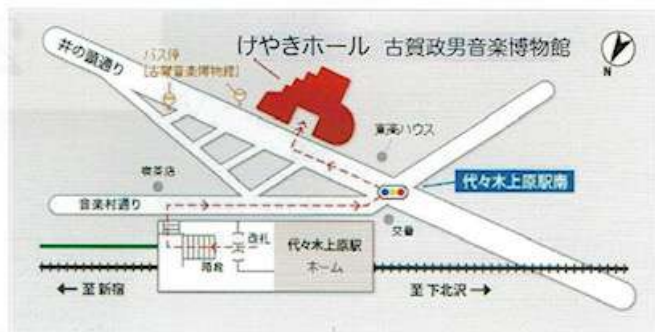 けやきホール 古賀政男音楽博物館
井の頭通り
バス停
[古賀音楽博物館]
N
東高ハウス
喫茶店
代々木上原駅南
音楽村通り
交番
改札
階段
代々木上原駅
ホーム
← 至 新宿
至 下北沢 →